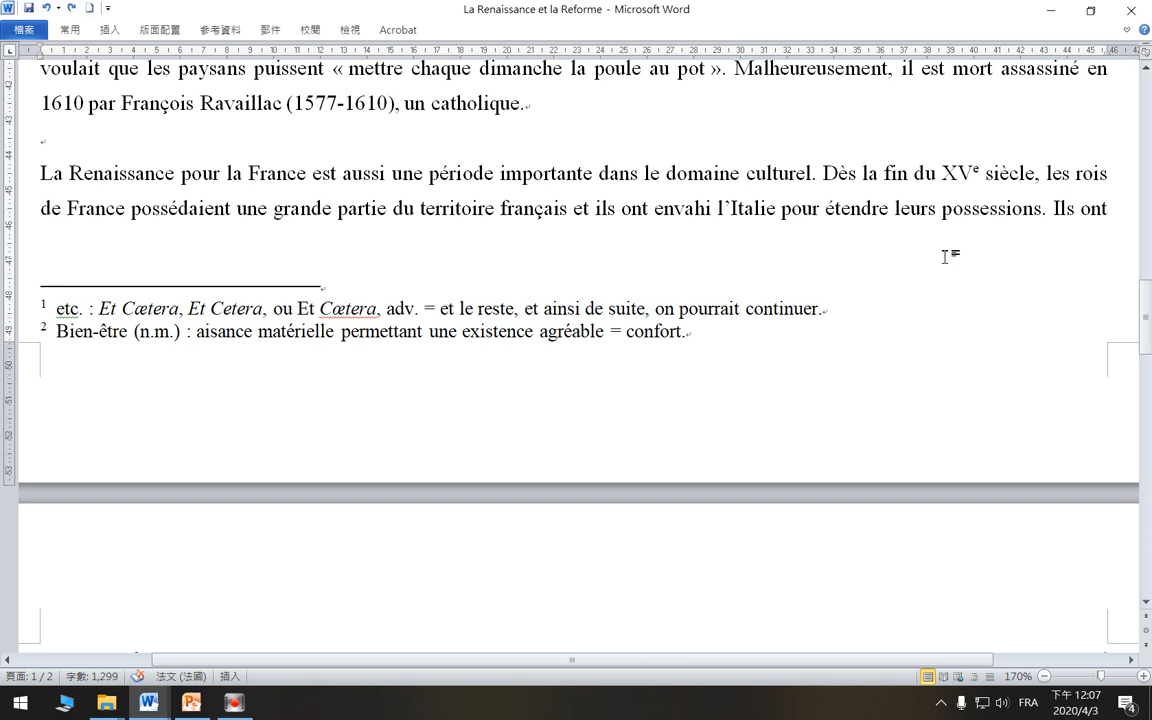 La Renaissance et la Reforme - Microsoft Word
檔案 常用 插入 版面配置 參考資料 郵件 校閱 檢視 Acrobat
voulait que les paysans puissent « mettre chaque dimanche la poule au pot ». Malheureusement, il est mort assassiné en
1610 par François Ravaillac (1577-1610), un catholique.
La Renaissance pour la France est aussi une période importante dans le domaine culturel. Dès la fin du XVe siècle, les rois
de France possédaient une grande partie du territoire français et ils ont envahi l’Italie pour étendre leurs possessions. Ils ont
1 etc. : Et Cætera, Et Cetera, ou Et Cœtera, adv. = et le reste, et ainsi de suite, on pourrait continuer.
2 Bien-être (n.m.) : aisance matérielle permettant une existence agréable = confort.
頁面: 1 / 2 字數: 1,299 法文 (法國) 插入 170%
FRA 下午 12:07
2020/4/3 4